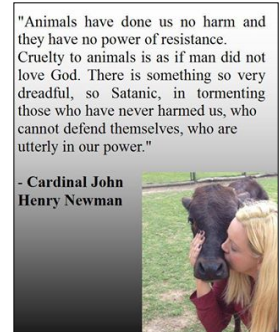 "Animals have done us no harm and
they have no power of resistance.
Cruelty to animals is as if man did not
love God. There is something so very
dreadful, so Satanic, in tormenting
those who have never harmed us, who
cannot defend themselves, who are
utterly in our power."
- Cardinal John
Henry Newman